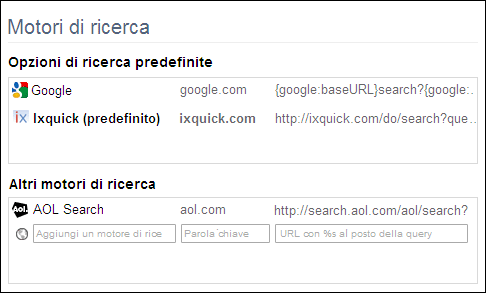 Motori di ricerca
Opzioni di ricerca predefinite
Google google.com {google:baseURL}search?{google:...
ix Ixquick (predefinito) ixquick.com http://ixquick.com/do/search?que...
Altri motori di ricerca
Aol. AOL Search aol.com http://search.aol.com/aol/search?
Aggiungi un motore di rice Parola chiave URL con %s al posto della query